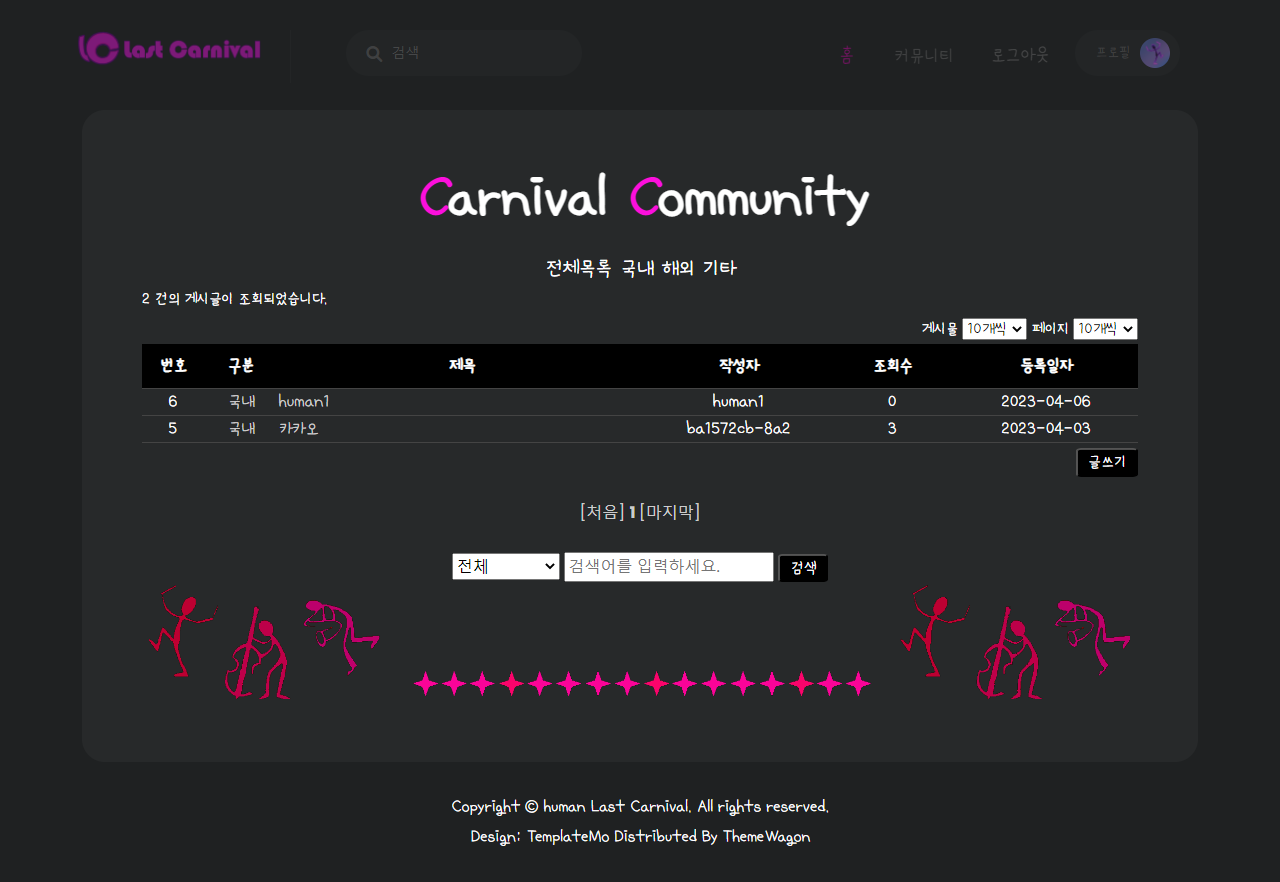 Last Carnival 검색 홈 커뮤니티 로그아웃 프로필
Carnival Community
전체목록 국내 해외 기타
2 건의 게시글이 조회되었습니다.
게시물 10개씩 페이지 10개씩
번호 구분 제목 작성자 조회수 등록일자
6 국내 human1 human1 0 2023-04-06
5 국내 카카오 ba1572cb-8a2 3 2023-04-03
글쓰기
[처음] 1 [마지막]
전체 검색어를 입력하세요. 검색
Copyright © human Last Carnival. All rights reserved.
Design: TemplateMo Distributed By ThemeWagon